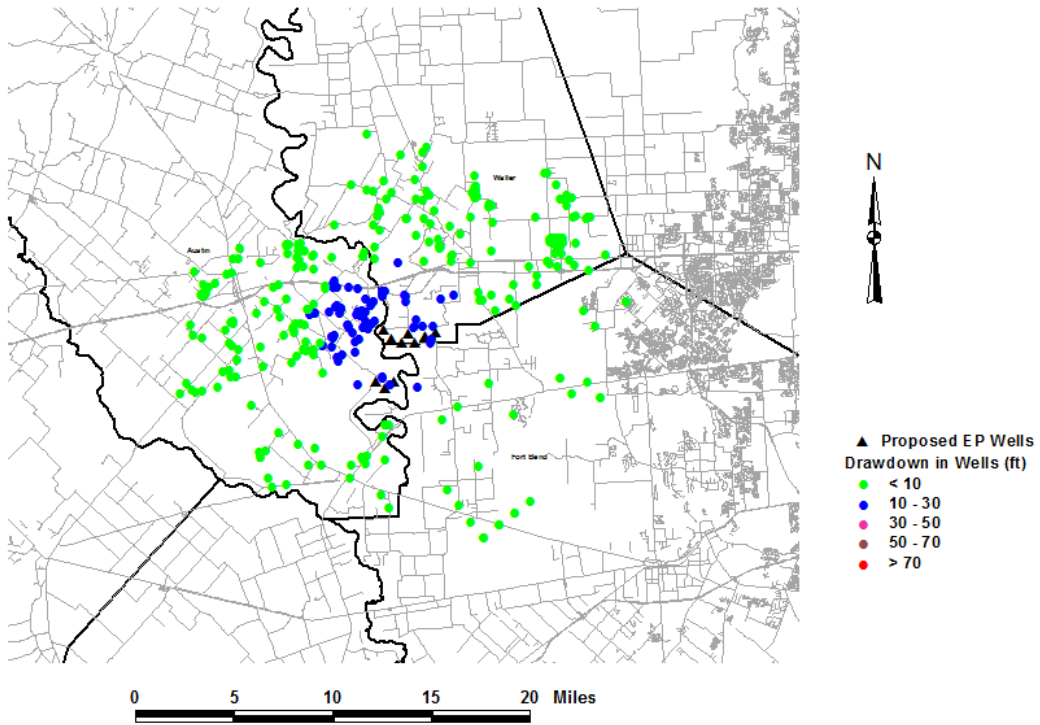 N
Waller
Austin
Fort Bend
Proposed EP Wells
Drawdown in Wells (ft)
< 10
10 - 30
30 - 50
50 - 70
> 70
0 5 10 15 20 Miles